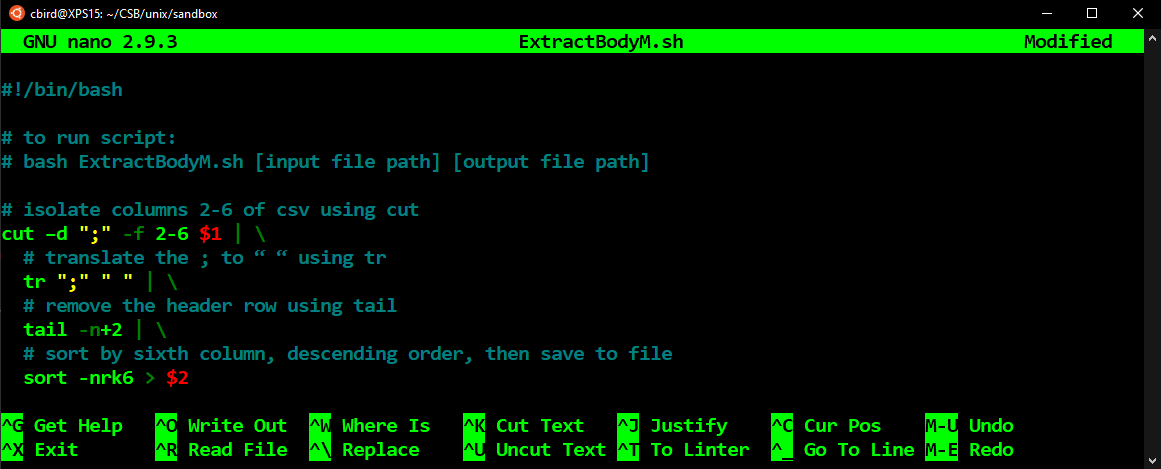 cbird@XPS15: ~/CSB/unix/sandbox
GNU nano 2.9.3 ExtractBodyM.sh Modified
#!/bin/bash
# to run script:
# bash ExtractBodyM.sh [input file path] [output file path]
# isolate columns 2-6 of csv using cut
cut –d ";" -f 2-6 $1 | \
# translate the ; to “ “ using tr
tr ";" " " | \
# remove the header row using tail
tail -n+2 | \
# sort by sixth column, descending order, then save to file
sort -nrk6 > $2
^G Get Help ^O Write Out ^W Where Is ^K Cut Text ^J Justify ^C Cur Pos M-U Undo
^X Exit ^R Read File ^\ Replace ^U Uncut Text ^T To Linter ^_ Go To Line M-E Redo